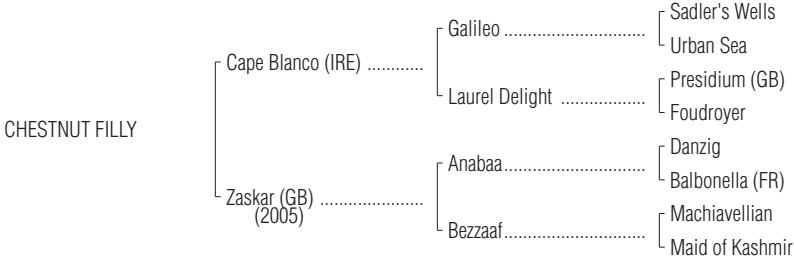 Sadler's Wells
Galileo ................................
Urban Sea
Cape Blanco (IRE) ............
Presidium (GB)
Laurel Delight ..................
Foudroyer
CHESTNUT FILLY
Danzig
Anabaa................................
Balbonella (FR)
Zaskar (GB) ......................
(2005)
Machiavellian
Bezzaaf................................
Maid of Kashmir